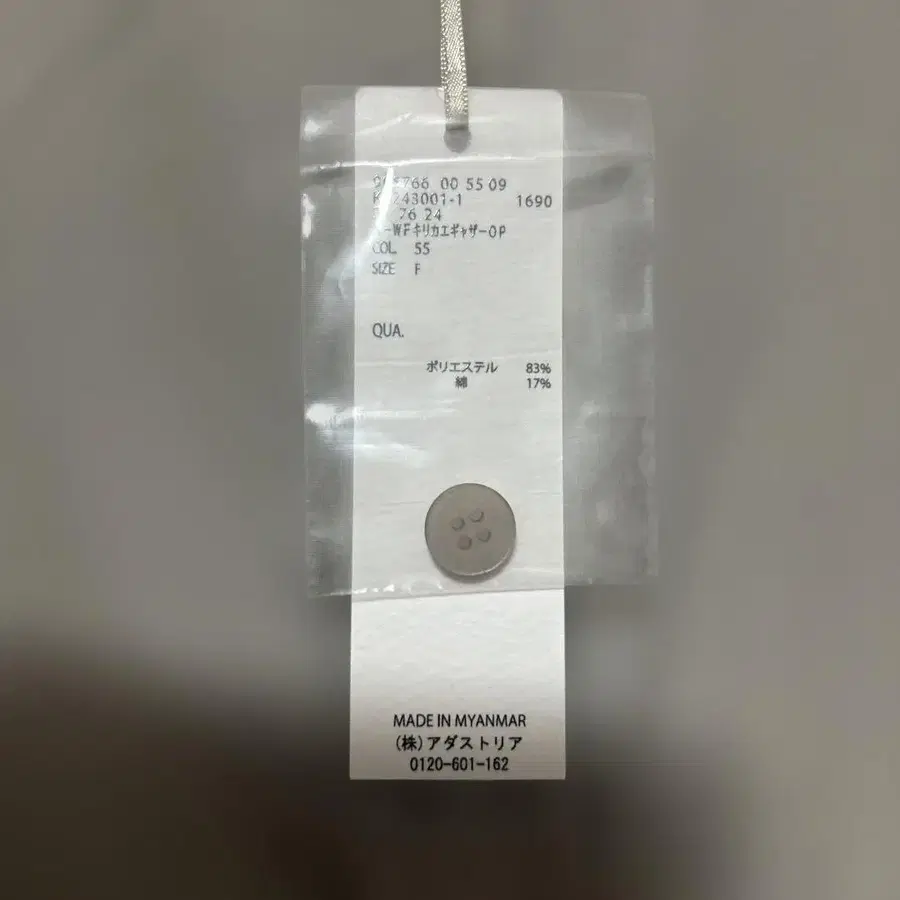 00 55 09
243001-1 1690
76 24
WFキリカエギャザーOP
COL 55
SIZE F
QUA.
ポリエステル 83%
綿 17%
MADE IN MYANMAR
(株)アダストリア
0120-601-162